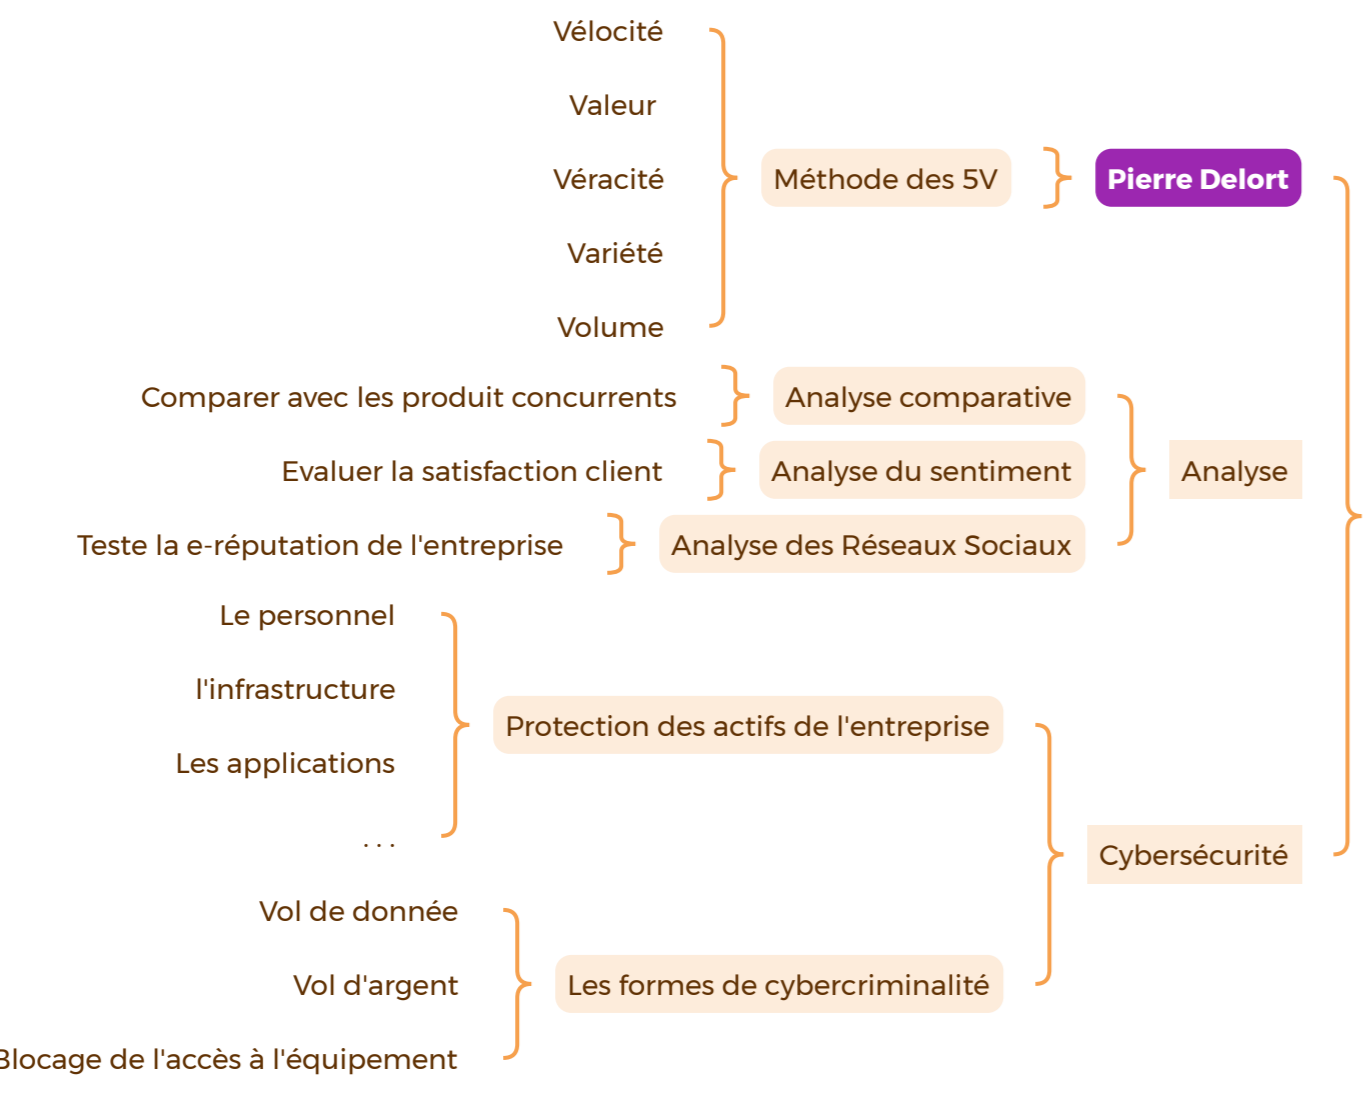 Vélocité
Valeur
Véracité
Méthode des 5V
Pierre Delort
Variété
Volume
Comparer avec les produit concurrents
Analyse comparative
Evaluer la satisfaction client
Analyse du sentiment
Analyse
Teste la e-réputation de l'entreprise
Analyse des Réseaux Sociaux
Le personnel
l'infrastructure
Protection des actifs de l'entreprise
Les applications
. . .
Cybersécurité
Vol de donnée
Vol d'argent
Les formes de cybercriminalité
Blocage de l'accès à l'équipement